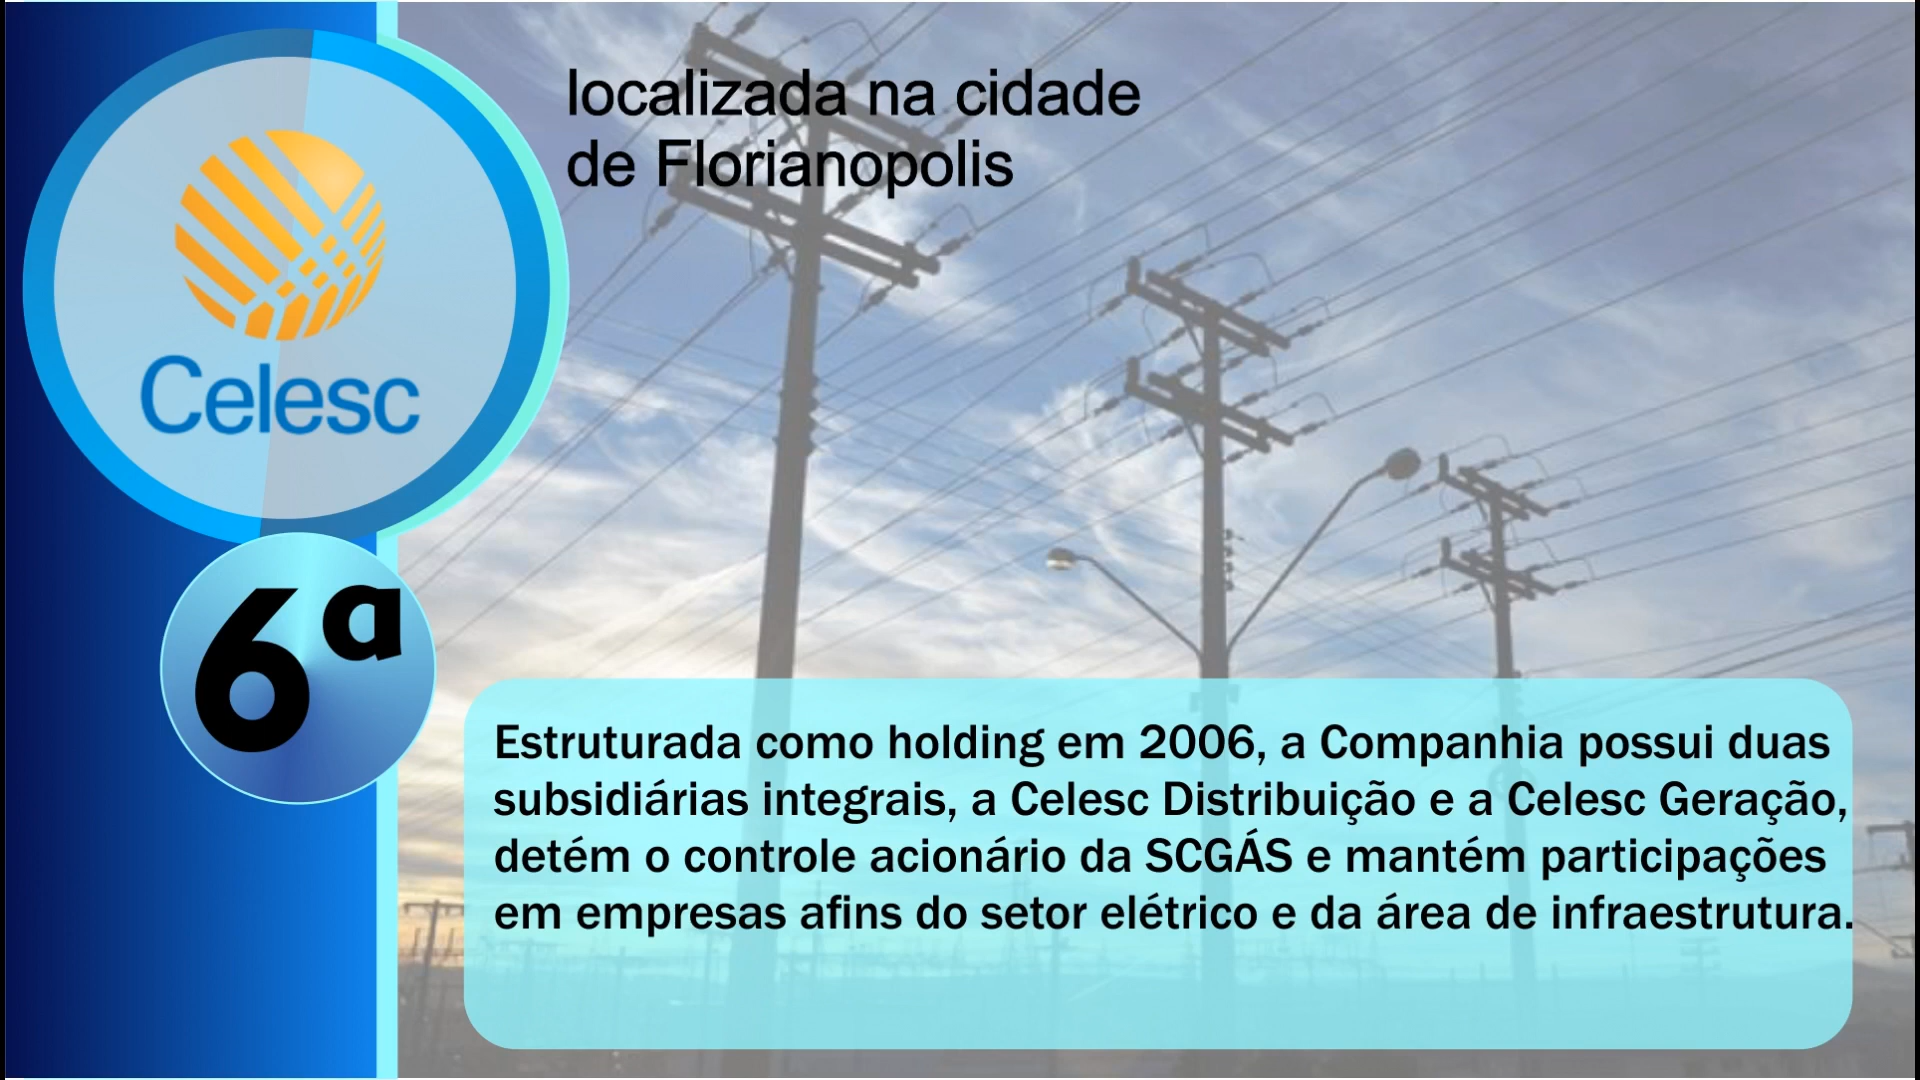 localizada na cidade
de Florianopolis
Celesc
6ª
Estruturada como holding em 2006, a Companhia possui duas
subsidiárias integrais, a Celesc Distribuição e a Celesc Geração,
detém o controle acionário da SCGÁS e mantém participações
em empresas afins do setor elétrico e da área de infraestrutura.